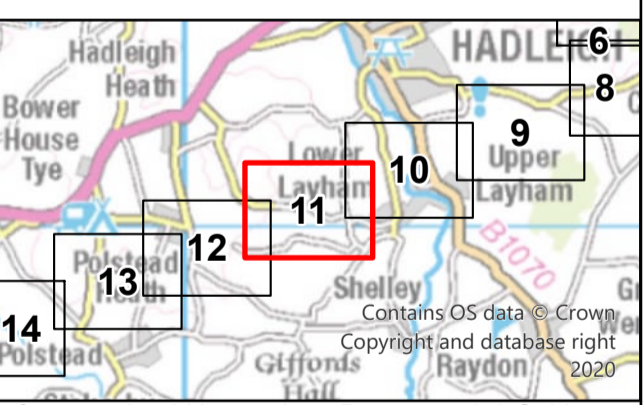 Hadleigh
Heath
HADLEIGH
6
8
Bower
House
Tye
9
Upper
Layham
Lower
Layham
10
11
12
B1070
Polstead
Heath
13
Shelley
Contains OS data © Crown
Copyright and database right
2020
14
Polstead
Giffords
Hall
Raydon